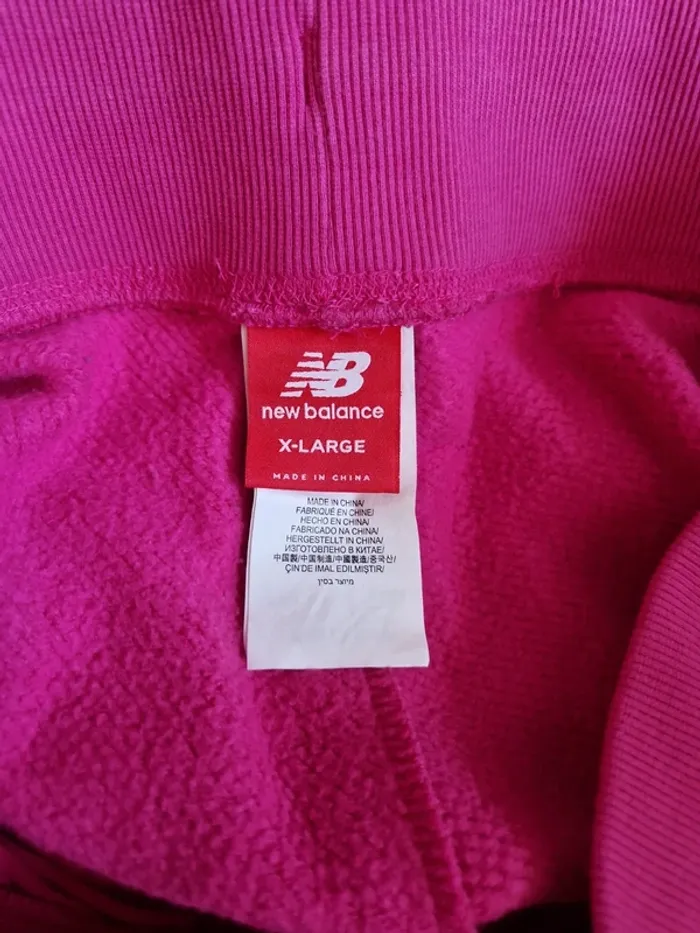 NB
new balance
X-LARGE
MADE IN CHINA
MADE IN CHINA/
FABRIQUÉ EN CHINE/
HECHO EN CHINA/
FABRICADO NA CHINA/
HERGESTELLT IN CHINA/
ИЗГОТОВЛЕНО В КИТАЕ/
中国製/中国制造/中國製造/중국산/
ÇİN'DE IMAL EDILMIŞTIR/
מיוצר בסין